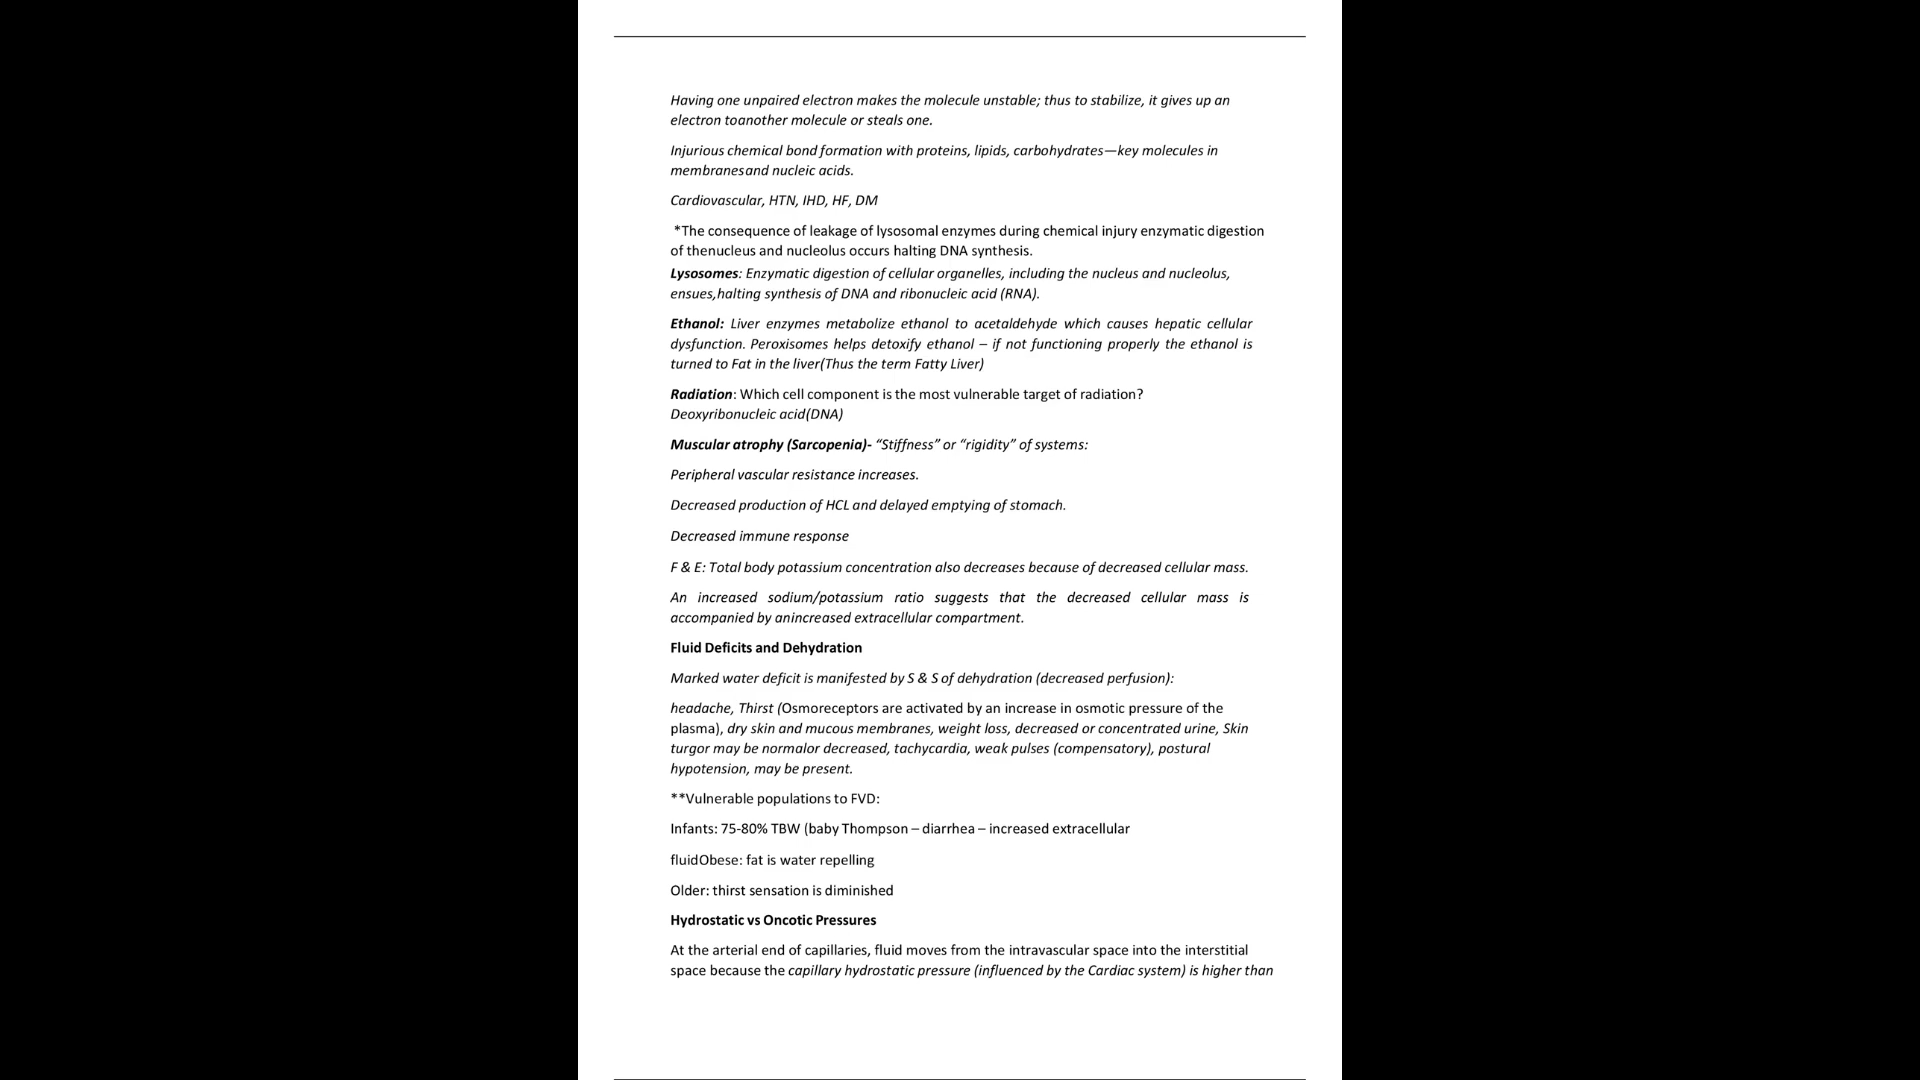 Having one unpaired electron makes the molecule unstable; thus to stabilize, it gives up an
electron toanother molecule or steals one.
Injurious chemical bond formation with proteins, lipids, carbohydrates—key molecules in
membranesand nucleic acids.
Cardiovascular, HTN, IHD, HF, DM
*The consequence of leakage of lysosomal enzymes during chemical injury enzymatic digestion
of thenucleus and nucleolus occurs halting DNA synthesis.
Lysosomes: Enzymatic digestion of cellular organelles, including the nucleus and nucleolus,
ensues,halting synthesis of DNA and ribonucleic acid (RNA).
Ethanol: Liver enzymes metabolize ethanol to acetaldehyde which causes hepatic cellular
dysfunction. Peroxisomes helps detoxify ethanol – if not functioning properly the ethanol is
turned to Fat in the liver(Thus the term Fatty Liver)
Radiation: Which cell component is the most vulnerable target of radiation?
Deoxyribonucleic acid(DNA)
Muscular atrophy (Sarcopenia)- “Stiffness” or “rigidity” of systems:
Peripheral vascular resistance increases.
Decreased production of HCL and delayed emptying of stomach.
Decreased immune response
F & E: Total body potassium concentration also decreases because of decreased cellular mass.
An increased sodium/potassium ratio suggests that the decreased cellular mass is
accompanied by anincreased extracellular compartment.
Fluid Deficits and Dehydration
Marked water deficit is manifested by S & S of dehydration (decreased perfusion):
headache, Thirst (Osmoreceptors are activated by an increase in osmotic pressure of the
plasma), dry skin and mucous membranes, weight loss, decreased or concentrated urine, Skin
turgor may be normalor decreased, tachycardia, weak pulses (compensatory), postural
hypotension, may be present.
**Vulnerable populations to FVD:
Infants: 75-80% TBW (baby Thompson – diarrhea – increased extracellular
fluidObese: fat is water repelling
Older: thirst sensation is diminished
Hydrostatic vs Oncotic Pressures
At the arterial end of capillaries, fluid moves from the intravascular space into the interstitial
space because the capillary hydrostatic pressure (influenced by the Cardiac system) is higher than